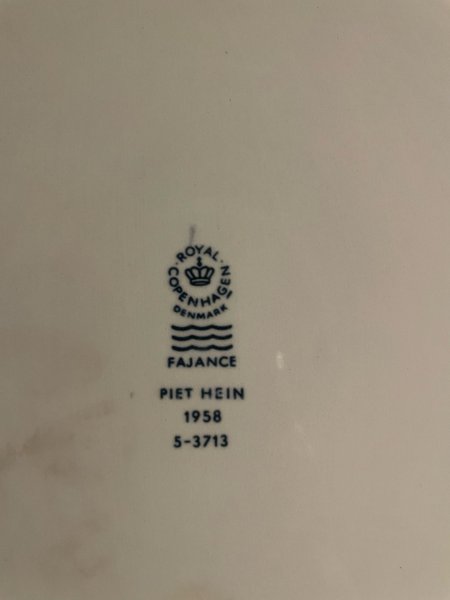 ROYAL
COPENHAGEN
DENMARK
FAJANCE
PIET HEIN
1958
5-3713